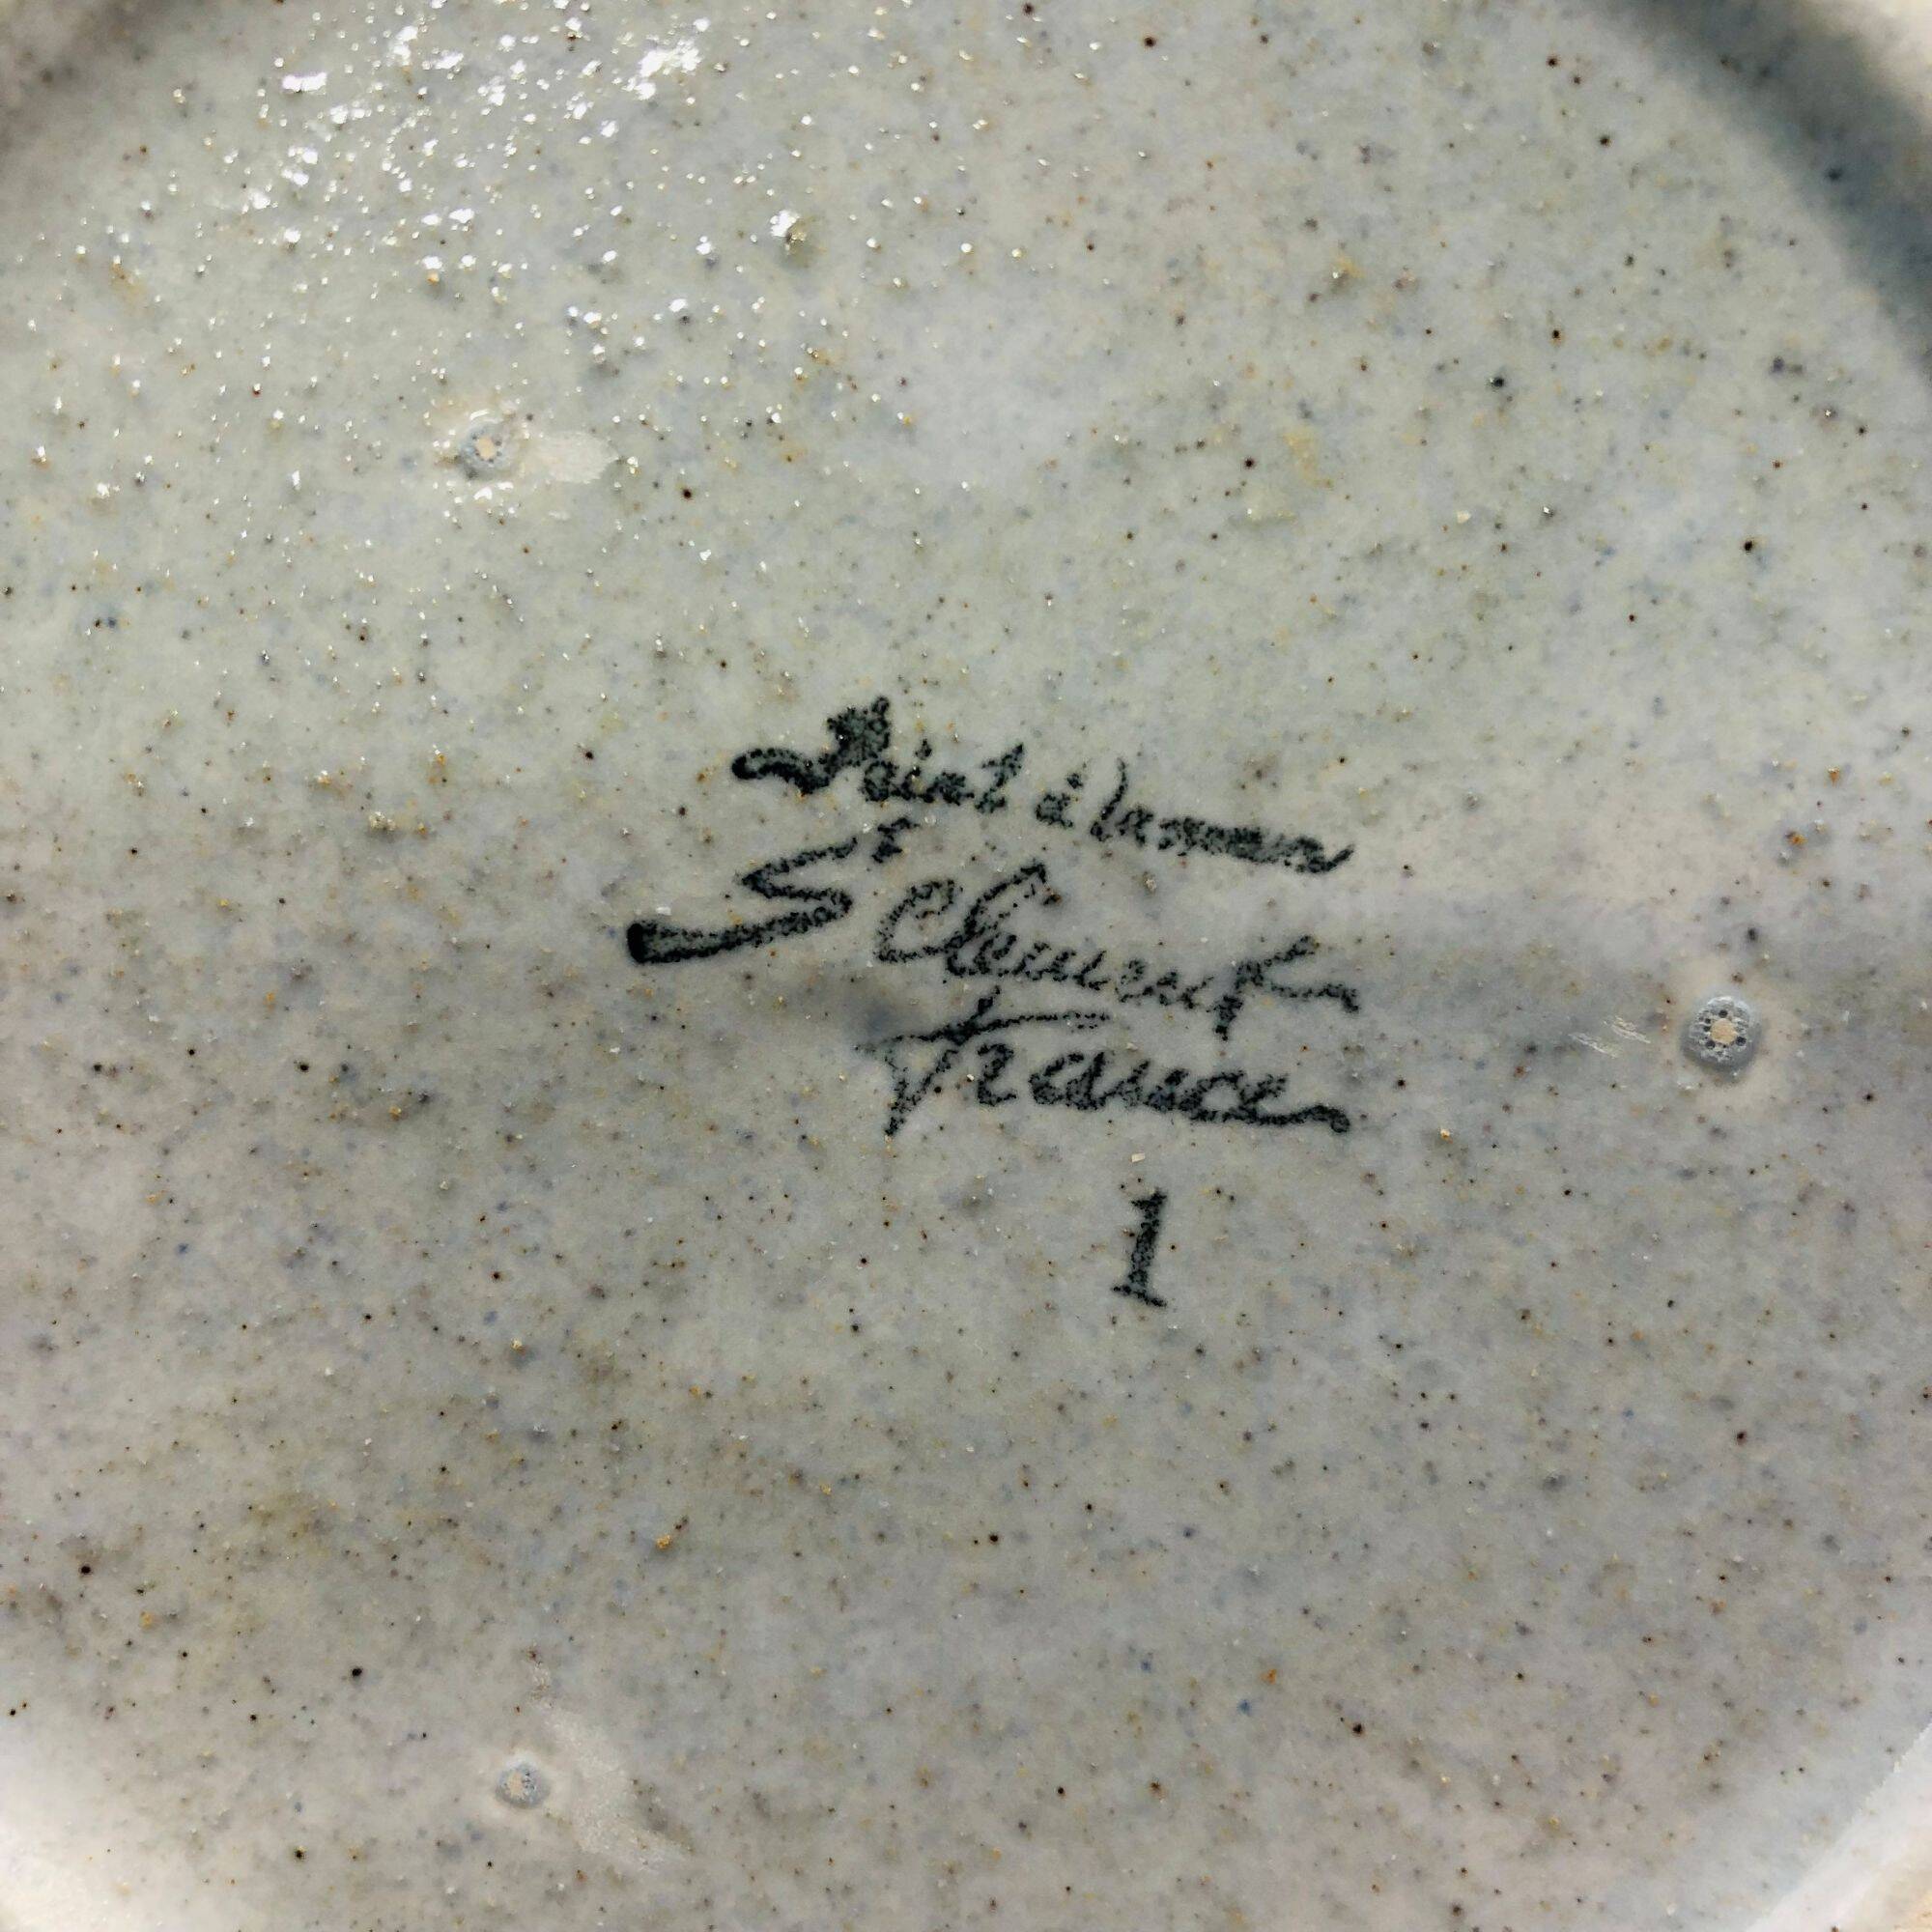 Peint à la main
St Clément
France
1